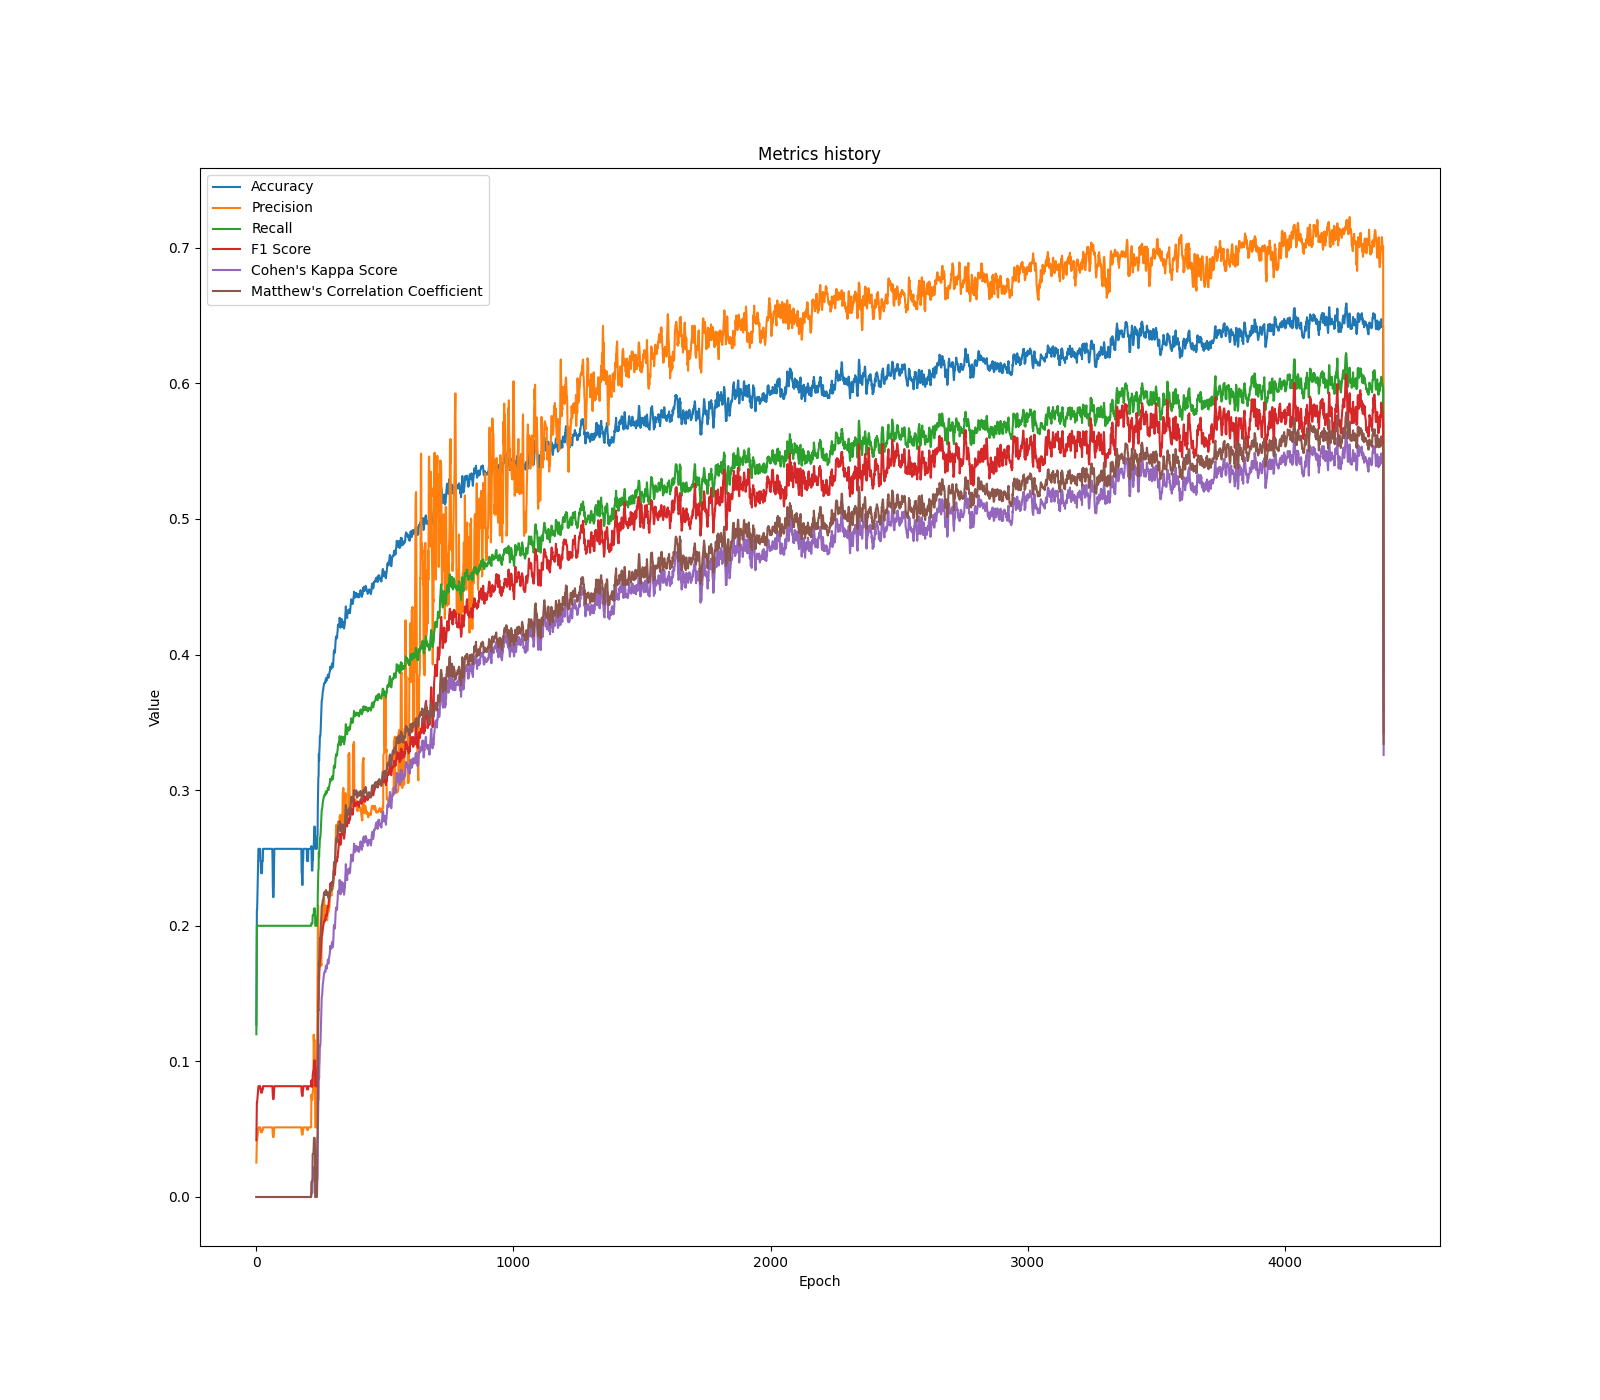 Metrics history
Accuracy
Precision
Recall
F1 Score
Cohen's Kappa Score
Matthew's Correlation Coefficient
0.7
0.6
0.5
0.4
0.3
0.2
0.1
0.0
Value
0 1000 2000 3000 4000
Epoch